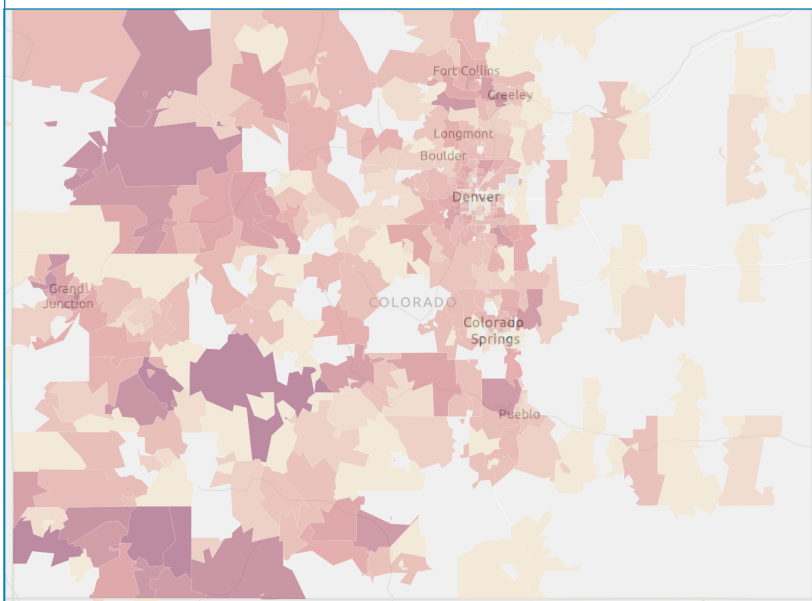 Fort Collins
Greeley
Longmont
Boulder
Denver
Grand
Junction
COLORADO
Colorado
Springs
Pueblo